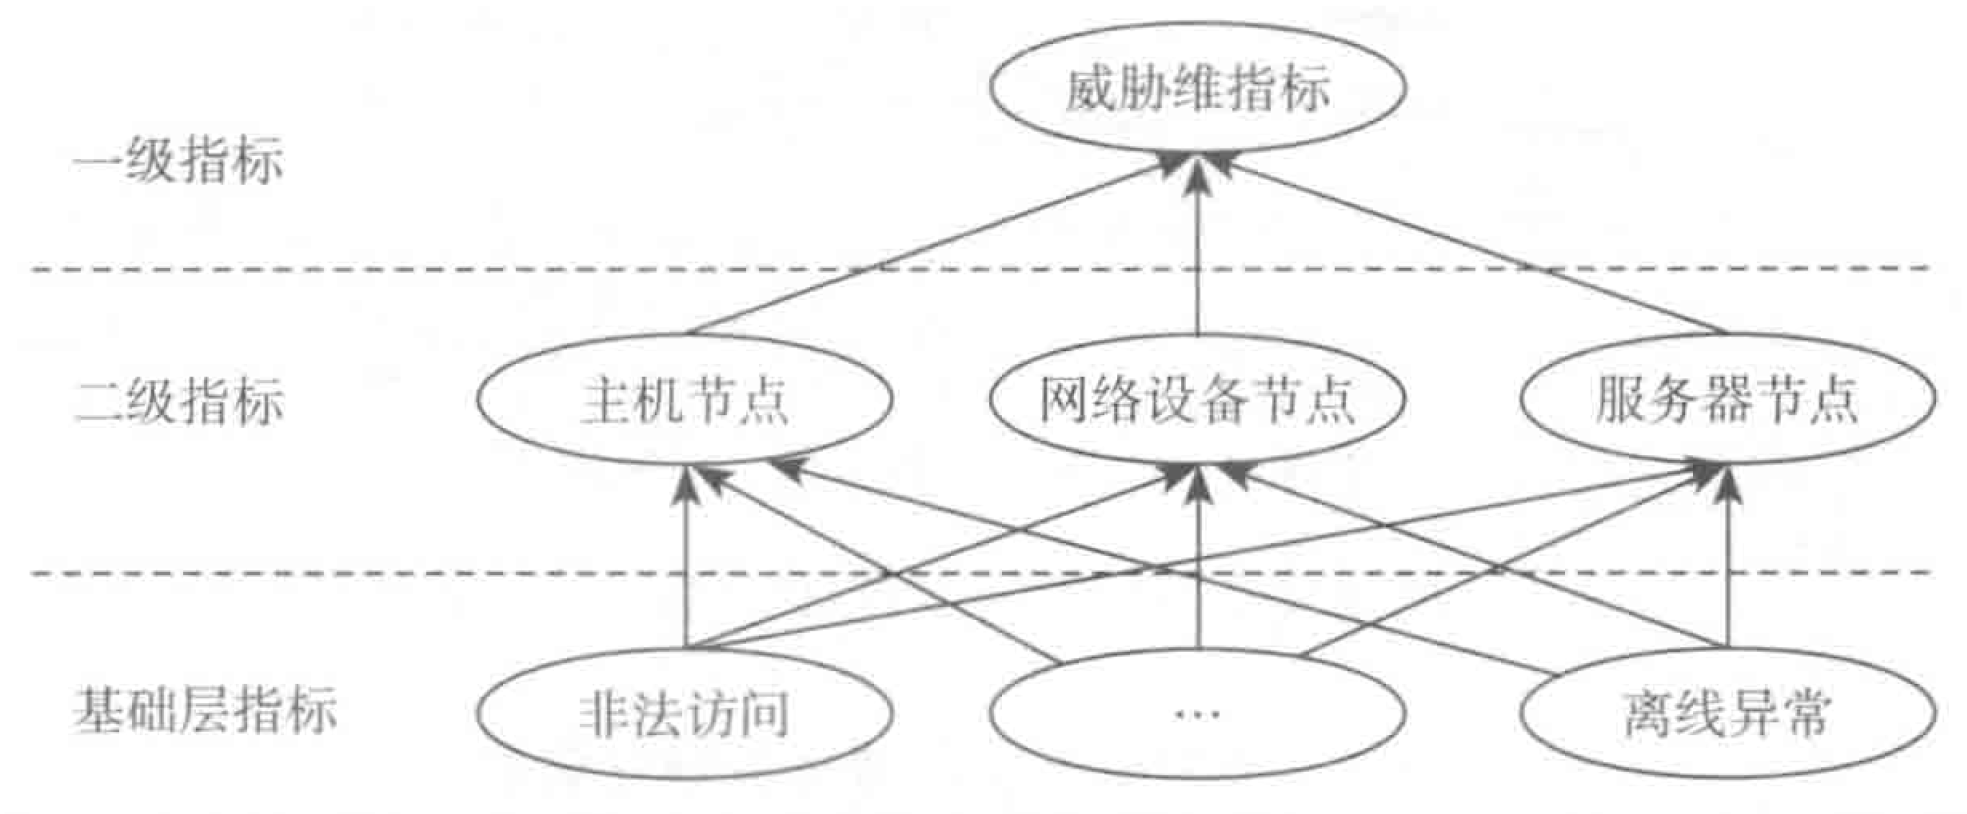 威胁维指标
一级指标
二级指标
主机节点
网络设备节点
服务器节点
基础层指标
非法访问
…
离线异常